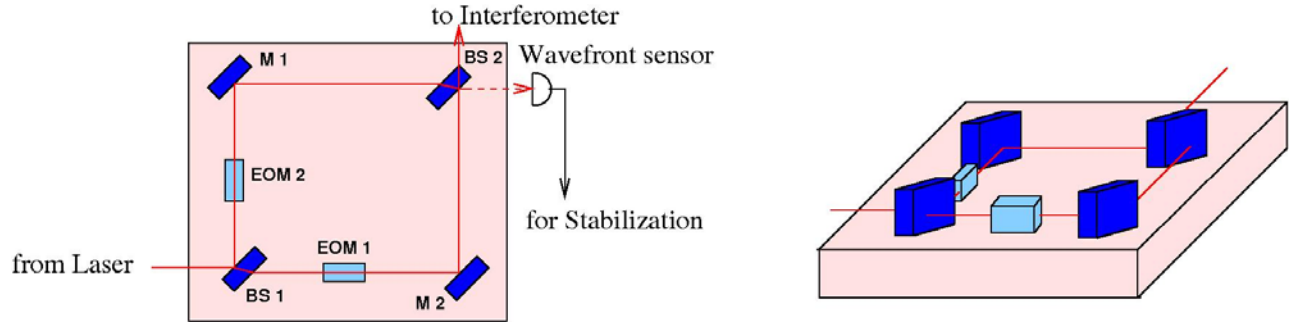 to Interferometer
M 1
BS 2
Wavefront sensor
EOM 2
for Stabilization
EOM 1
from Laser
BS 1
M 2